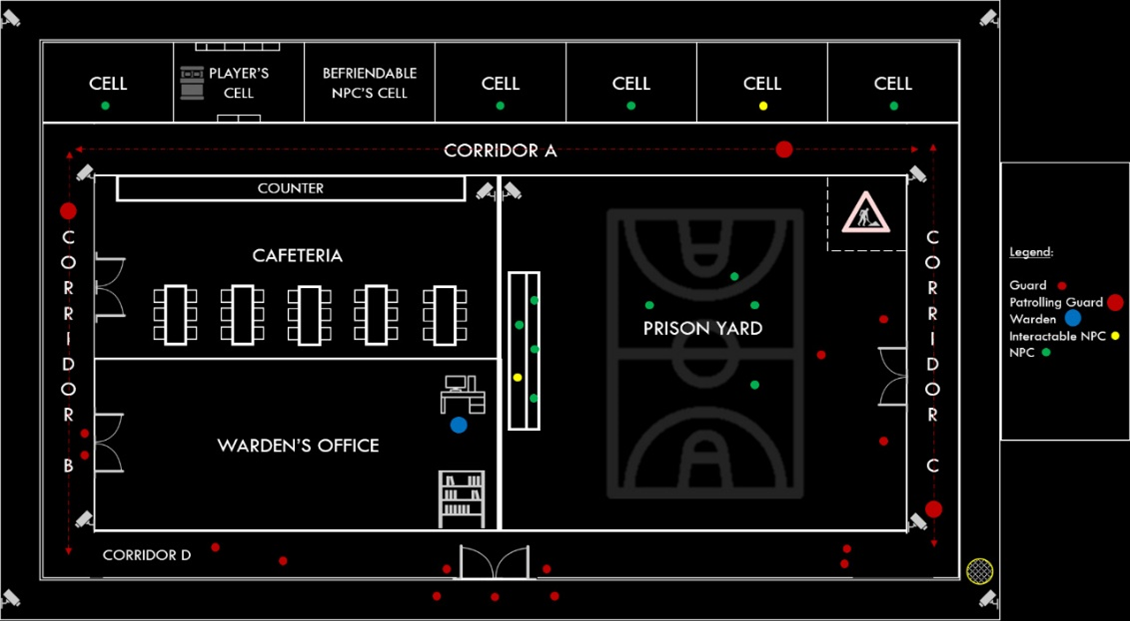 CELL
PLAYER'S
CELL
BEFRIENDABLE
NPC'S CELL
CELL
CELL
CELL
CELL
CORRIDOR A
COUNTER
CAFETERIA
CORRIDOR B
WARDEN'S OFFICE
PRISON YARD
CORRIDOR C
CORRIDOR D
Legend:
Guard
Patrolling Guard
Warden
Interactable NPC
NPC